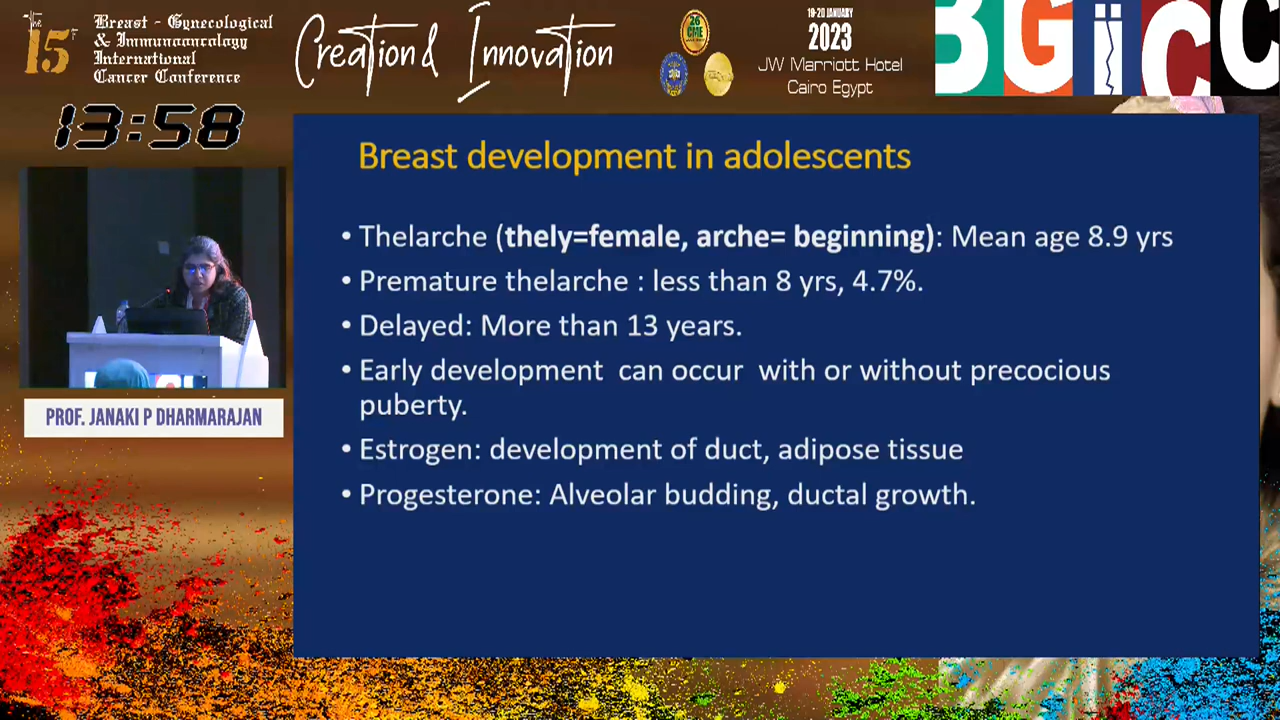 The 15th
Breast - Gynecological
& Immunooncology
International
Cancer Conference
Creation & Innovation
26 CME
19-20 JANUARY
2023
JW Marriott Hotel
Cairo Egypt
BGiCC
13:58
Breast development in adolescents
• Thelarche (thely=female, arche= beginning): Mean age 8.9 yrs
• Premature thelarche : less than 8 yrs, 4.7%.
• Delayed: More than 13 years.
• Early development can occur with or without precocious
puberty.
• Estrogen: development of duct, adipose tissue
• Progesterone: Alveolar budding, ductal growth.
PROF. JANAKI P DHARMARAJAN